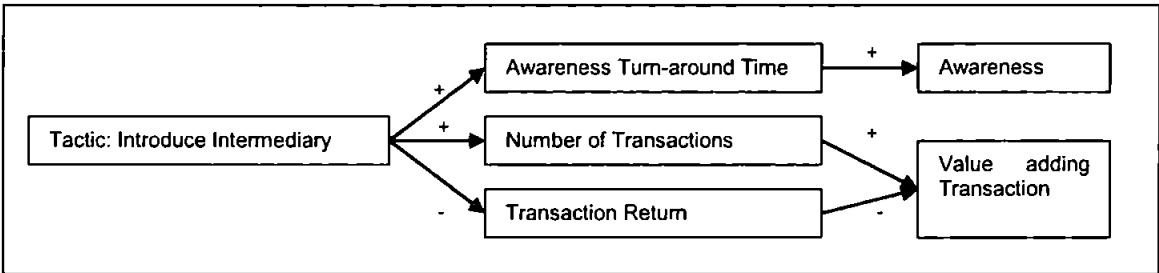 Awareness Turn-around Time
+
Awareness
+
Tactic: Introduce Intermediary
+
Number of Transactions
+
Value adding
Transaction
-
Transaction Return
-